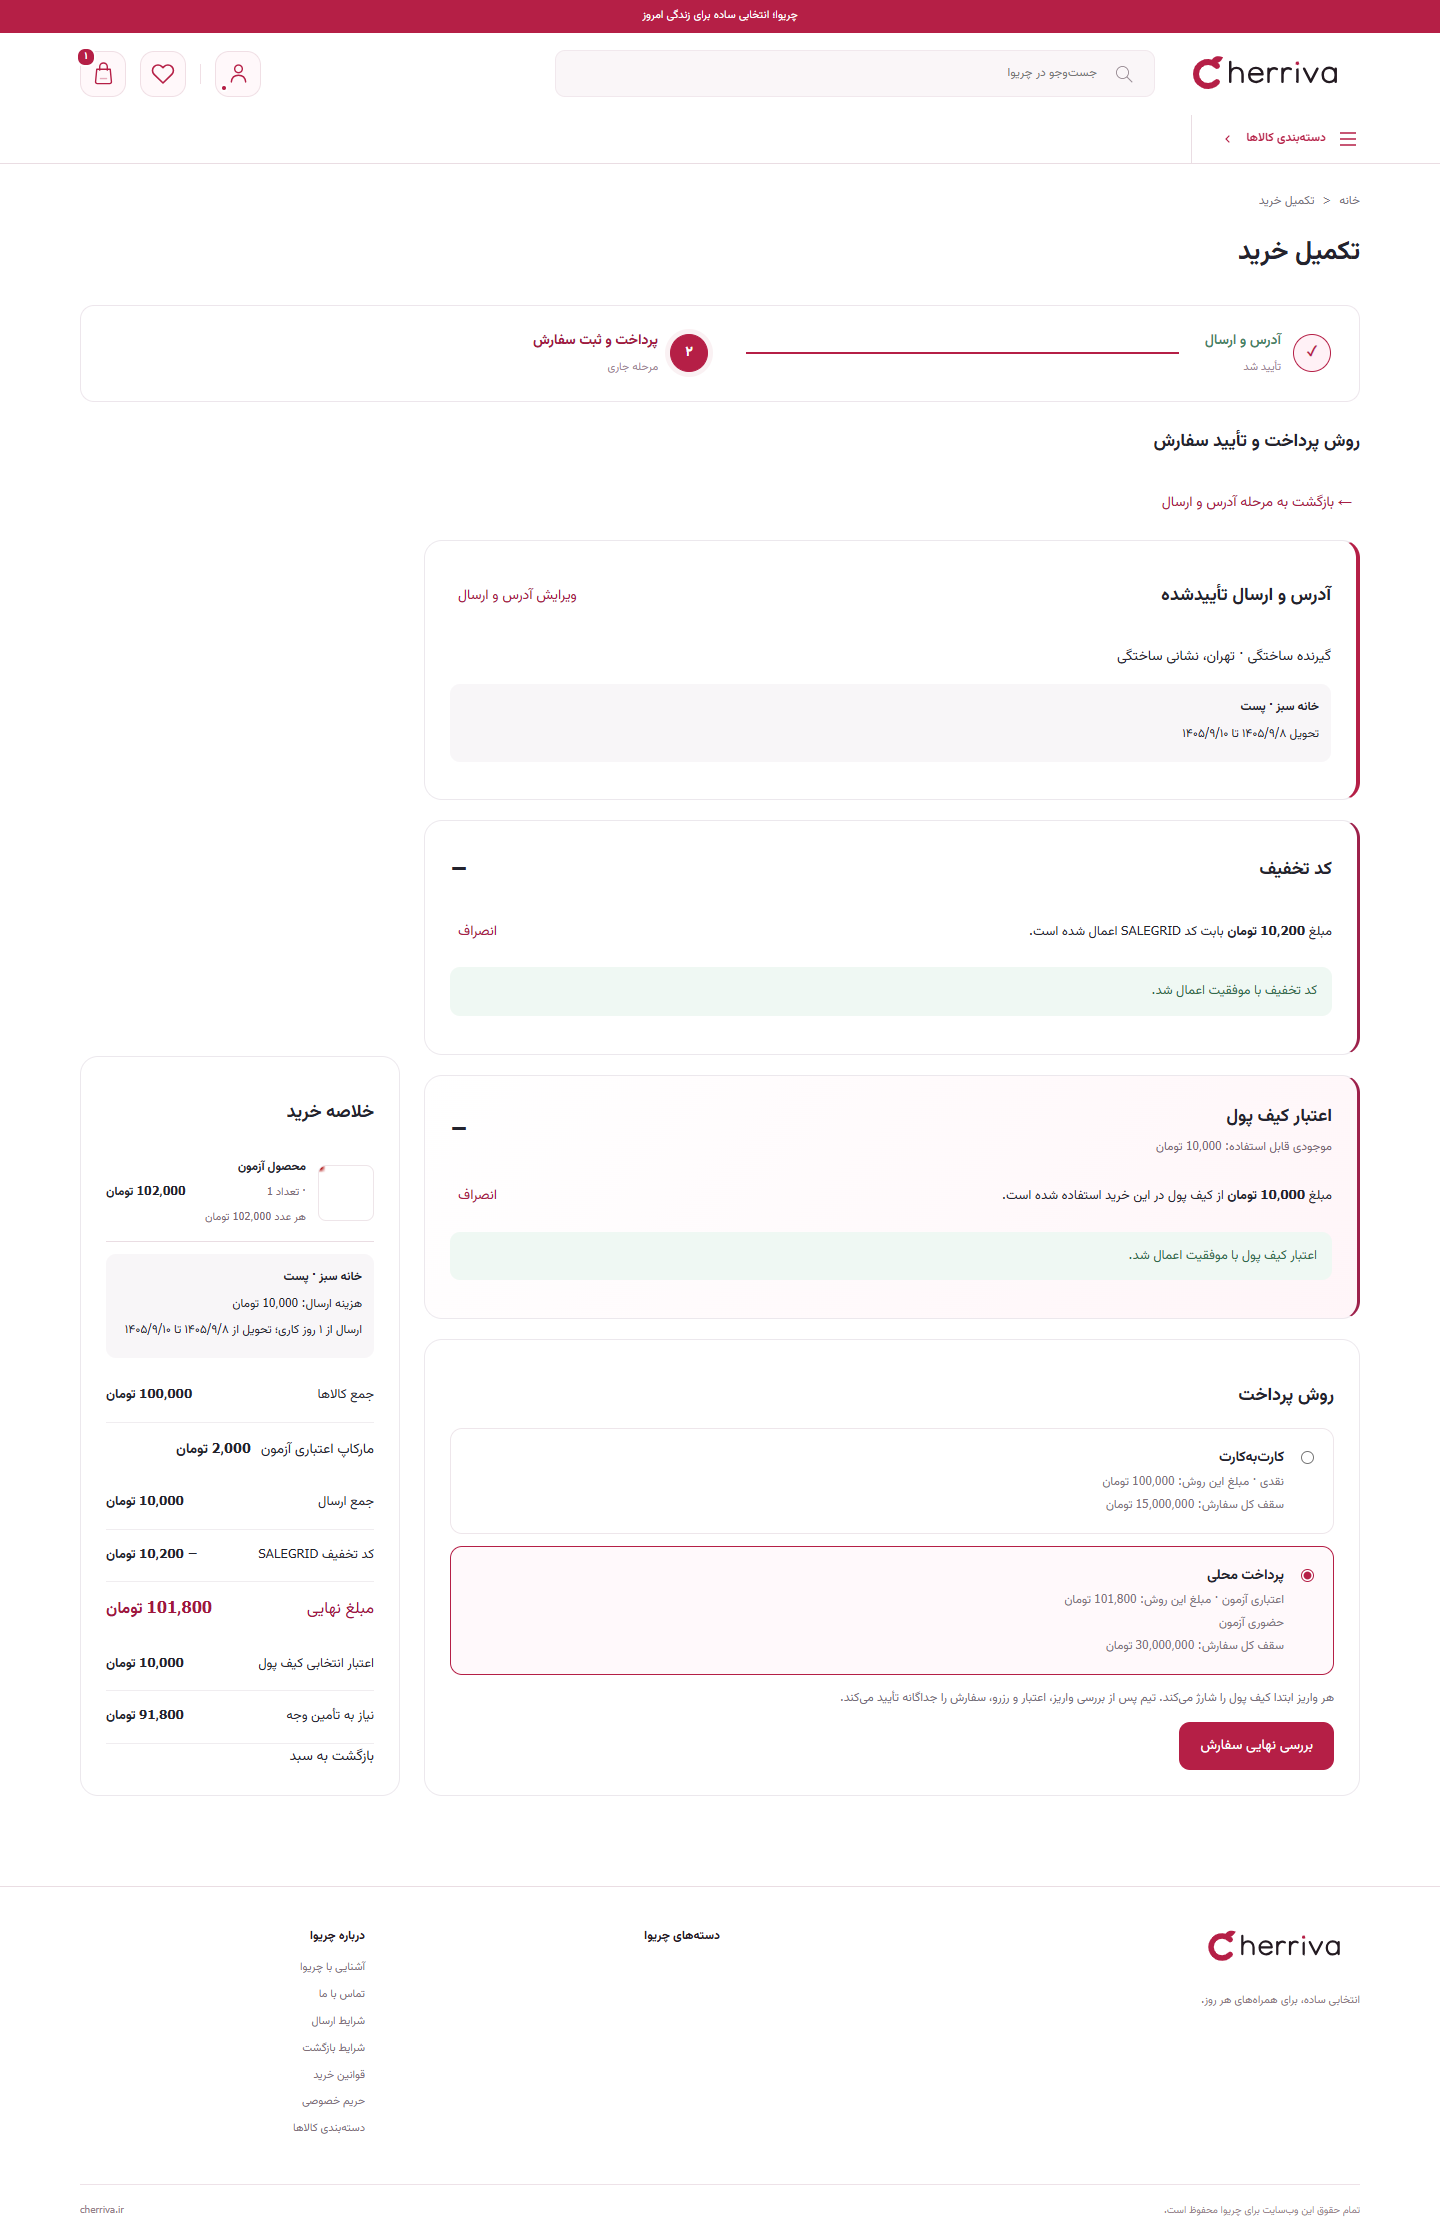 چریوا؛ انتخابی ساده برای زندگی امروز
Cherriva
جست‌وجو در چریوا
۱
دسته‌بندی کالاها
خانه > تکمیل خرید
تکمیل خرید
✓
آدرس و ارسال
تأیید شد
۲
پرداخت و ثبت سفارش
مرحله جاری
روش پرداخت و تأیید سفارش
← بازگشت به مرحله آدرس و ارسال
آدرس و ارسال تأییدشده
ویرایش آدرس و ارسال
گیرنده ساختگی · تهران، نشانی ساختگی
خانه سبز · پست
تحویل ۱۴۰۵/۹/۸ تا ۱۴۰۵/۹/۱۰
کد تخفیف
−
مبلغ 10,200 تومان بابت کد SALEGRID اعمال شده است.
انصراف
کد تخفیف با موفقیت اعمال شد.
اعتبار کیف پول
موجودی قابل استفاده: 10,000 تومان
−
مبلغ 10,000 تومان از کیف پول در این خرید استفاده شده است.
انصراف
اعتبار کیف پول با موفقیت اعمال شد.
روش پرداخت
کارت‌به‌کارت
نقدی · مبلغ این روش: 100,000 تومان
سقف کل سفارش: 15,000,000 تومان
پرداخت محلی
اعتباری آزمون · مبلغ این روش: 101,800 تومان
حضوری آزمون
سقف کل سفارش: 30,000,000 تومان
هر واریز ابتدا کیف پول را شارژ می‌کند. تیم پس از بررسی واریز، اعتبار و رزرو، سفارش را جداگانه تأیید می‌کند.
بررسی نهایی سفارش
خلاصه خرید
محصول آزمون
· تعداد 1
هر عدد 102,000 تومان
102,000 تومان
خانه سبز · پست
هزینه ارسال: 10,000 تومان
ارسال از ۱ روز کاری؛ تحویل از ۱۴۰۵/۹/۸ تا ۱۴۰۵/۹/۱۰
جمع کالاها 100,000 تومان
مارکاپ اعتباری آزمون 2,000 تومان
جمع ارسال 10,000 تومان
کد تخفیف SALEGRID − 10,200 تومان
مبلغ نهایی 101,800 تومان
اعتبار انتخابی کیف پول 10,000 تومان
نیاز به تأمین وجه 91,800 تومان
بازگشت به سبد
Cherriva
انتخابی ساده، برای همراه‌های هر روز.
دسته‌های چریوا
درباره چریوا
آشنایی با چریوا
تماس با ما
شرایط ارسال
شرایط بازگشت
قوانین خرید
حریم خصوصی
دسته‌بندی کالاها
تمام حقوق این وب‌سایت برای چریوا محفوظ است.
cherriva.ir